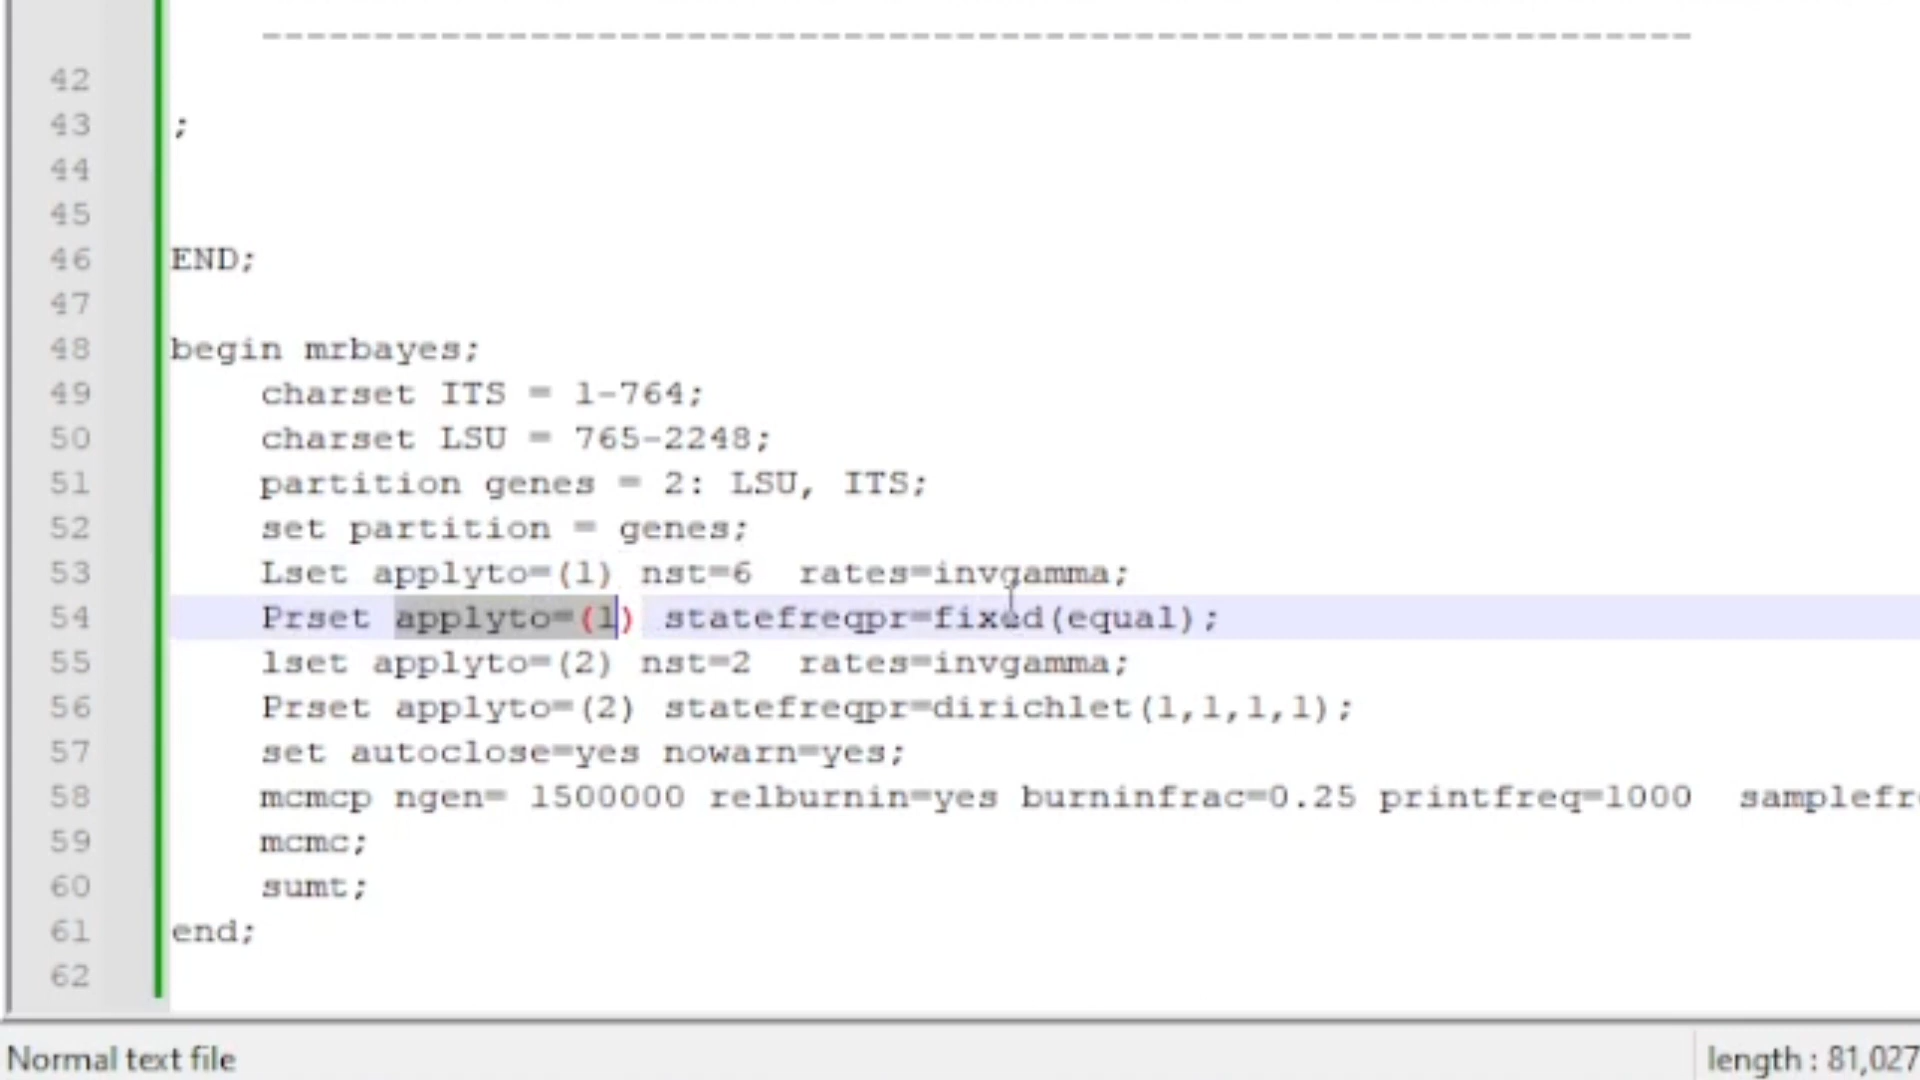 --------------------------------------------------------------
42
43 ;
44
45
46 END;
47
48 begin mrbayes;
49 charset ITS = 1-764;
50 charset LSU = 765-2248;
51 partition genes = 2: LSU, ITS;
52 set partition = genes;
53 Lset applyto=(1) nst=6 rates=invgamma;
54 Prset applyto=(1) statefreqpr=fixed(equal);
55 lset applyto=(2) nst=2 rates=invgamma;
56 Prset applyto=(2) statefreqpr=dirichlet(1,1,1,1);
57 set autoclose=yes nowarn=yes;
58 mcmcp ngen= 1500000 relburnin=yes burninfrac=0.25 printfreq=1000 samplefr
59 mcmc;
60 sumt;
61 end;
62
Normal text file length : 81,027